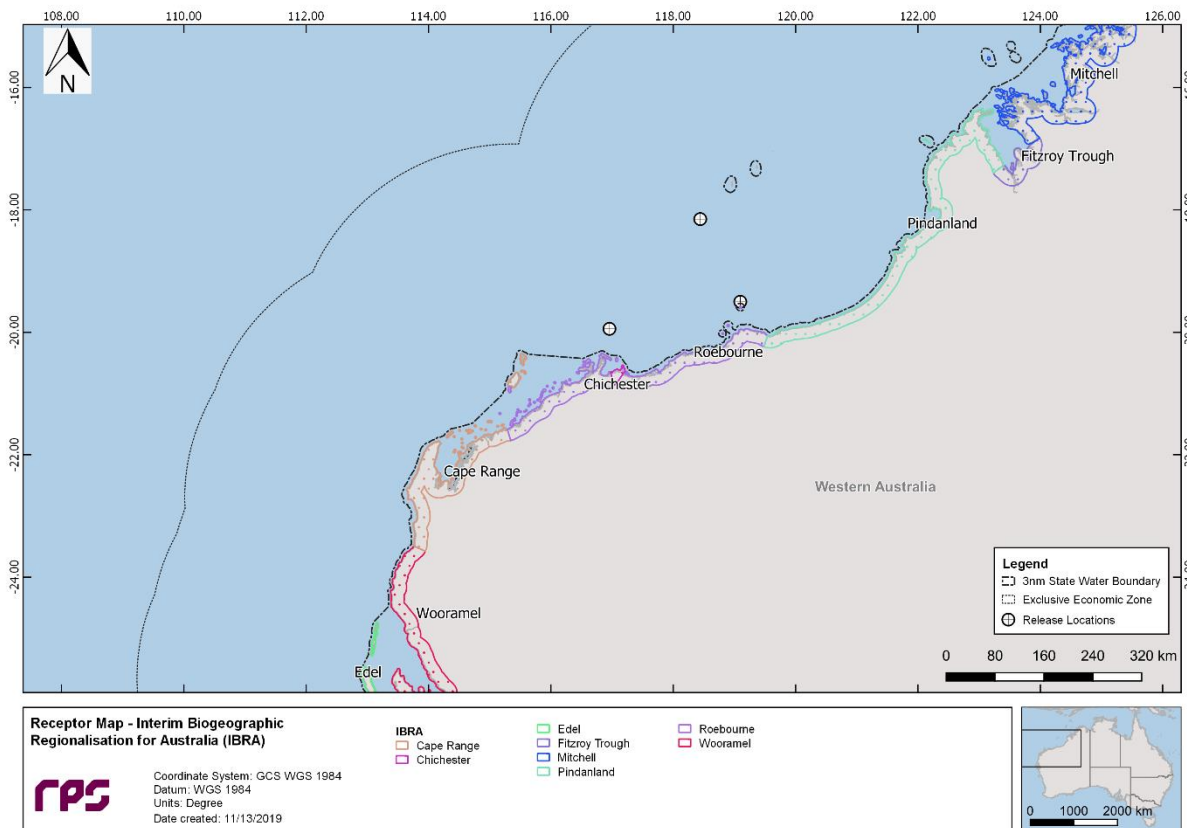 108.00 110.00 112.00 114.00 116.00 118.00 120.00 122.00 124.00 126.00
N
-16.00
-18.00
-20.00
-22.00
-24.00
Mitchell
Fitzroy Trough
Pindanland
Roebourne
Chichester
Cape Range
Western Australia
Wooramel
Edel
Legend
3nm State Water Boundary
Exclusive Economic Zone
Release Locations
0 80 160 240 320 km
Receptor Map - Interim Biogeographic
Regionalisation for Australia (IBRA)
rps
Coordinate System: GCS WGS 1984
Datum: WGS 1984
Units: Degree
Date created: 11/13/2019
IBRA
Cape Range
Chichester
Edel
Fitzroy Trough
Mitchell
Pindanland
Roebourne
Wooramel
0 1000 2000 km